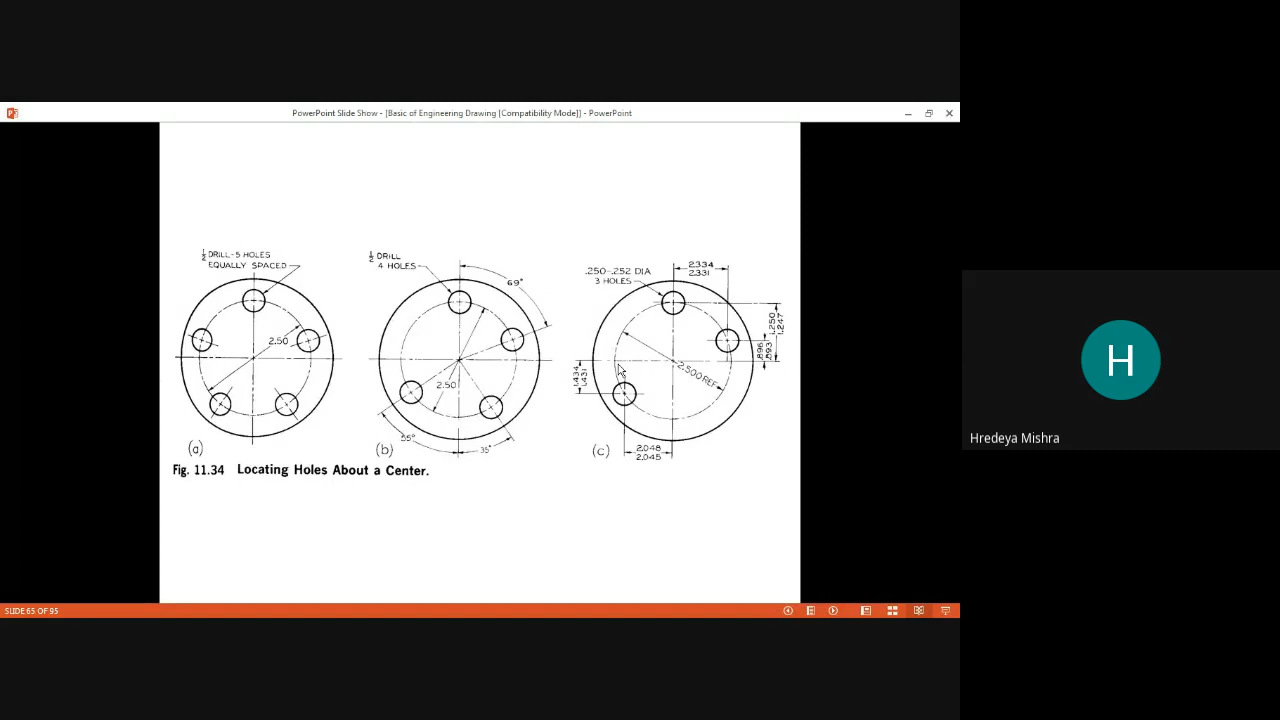 PowerPoint Slide Show - [Basic of Engineering Drawing [Compatibility Mode]] - PowerPoint
½ DRILL-5 HOLES
EQUALLY SPACED
2.50
(a)
½ DRILL
4 HOLES
69°
2.50
55°
35°
(b)
.250-.252 DIA
3 HOLES
2.334
2.331
1.250
1.247
.896
.893
1.434
1.431
2.500 REF
2.048
2.045
(c)
Fig. 11.34 Locating Holes About a Center.
SLIDE 65 OF 95
H
Hredeya Mishra